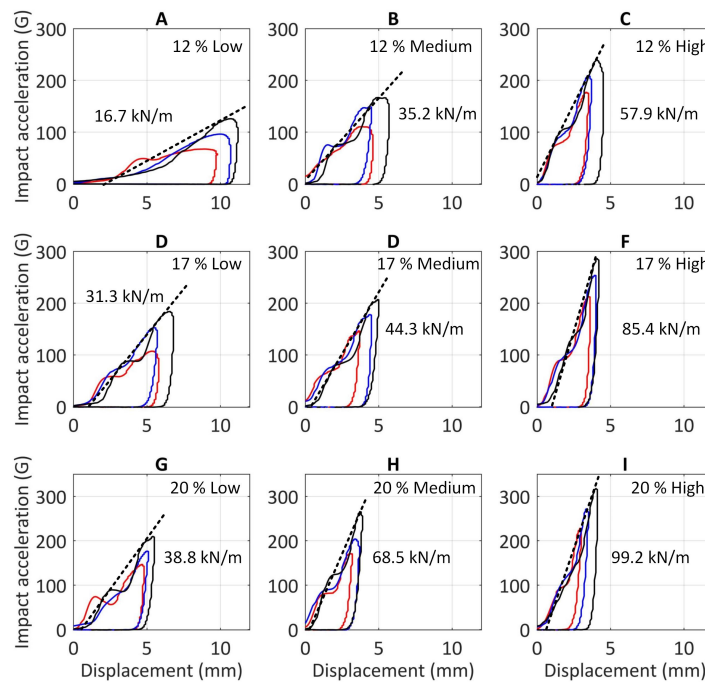 A
B
C
Impact acceleration (G)
300
200
100
0
12 % Low
16.7 kN/m
0
5
10
300
200
100
0
12 % Medium
35.2 kN/m
0
5
10
300
200
100
0
12 % High
57.9 kN/m
0
5
10
D
D
F
Impact acceleration (G)
300
200
100
0
17 % Low
31.3 kN/m
0
5
10
300
200
100
0
17 % Medium
44.3 kN/m
0
5
10
300
200
100
0
17 % High
85.4 kN/m
0
5
10
G
H
I
Impact acceleration (G)
300
200
100
0
20 % Low
38.8 kN/m
0
5
10
Displacement (mm)
300
200
100
0
20 % Medium
68.5 kN/m
0
5
10
Displacement (mm)
300
200
100
0
20 % High
99.2 kN/m
0
5
10
Displacement (mm)